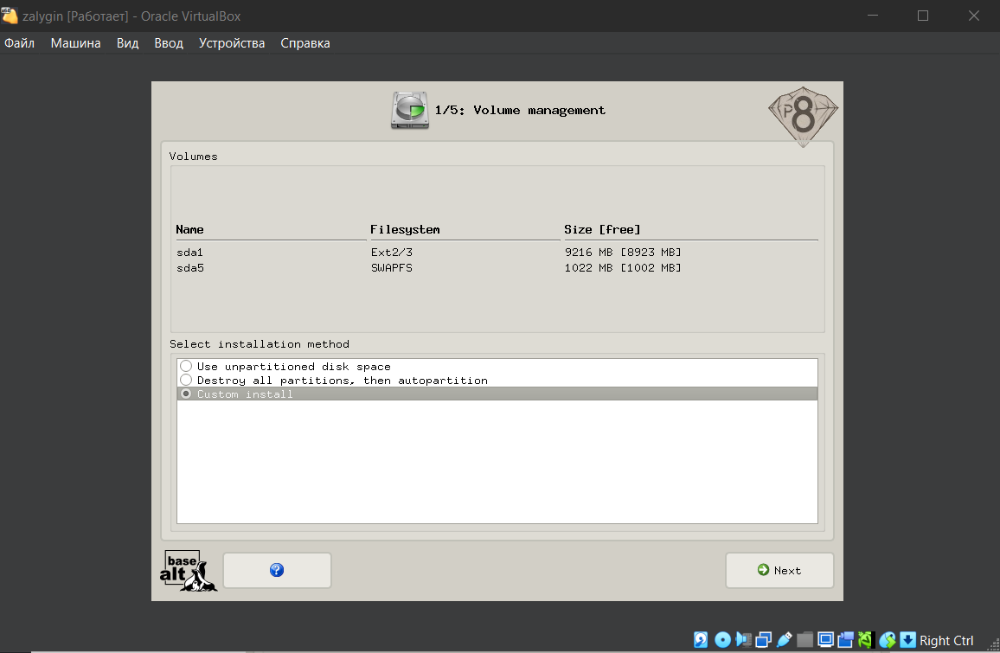 zalygin [Работает] - Oracle VirtualBox
Файл Машина Вид Ввод Устройства Справка
1/5: Volume management
P8
Volumes
Name Filesystem Size [free]
sda1 Ext2/3 9216 MB [8923 MB]
sda5 SWAPFS 1022 MB [1002 MB]
Select installation method
Use unpartitioned disk space
Destroy all partitions, then autopartition
Custom install
base
alt
?
Next
Right Ctrl